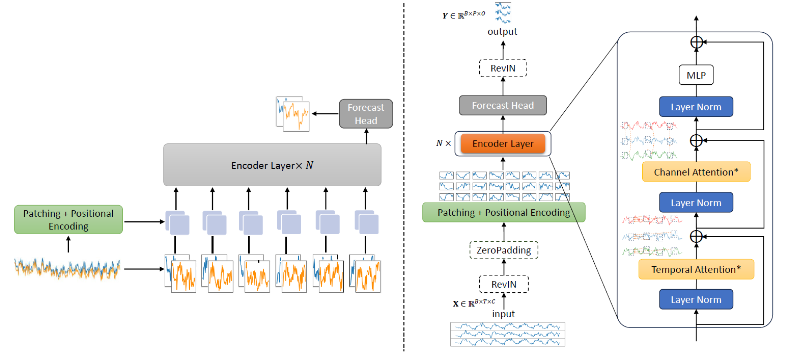 Forecast
Head
Encoder Layer× N
Patching + Positional
Encoding
Y ∈ ℝ^{B×P×O}
output
RevIN
Forecast Head
N ×
Encoder Layer
Patching + Positional Encoding
ZeroPadding
RevIN
X ∈ ℝ^{B×T×C}
input
MLP
Layer Norm
Channel Attention*
Layer Norm
Temporal Attention*
Layer Norm